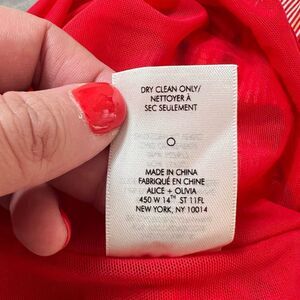 DRY CLEAN ONLY/
NETTOYER À
SEC SEULEMENT
MADE IN CHINA
FABRIQUÉ EN CHINE
ALICE + OLIVIA
450 W 14TH ST 11FL
NEW YORK, NY 10014